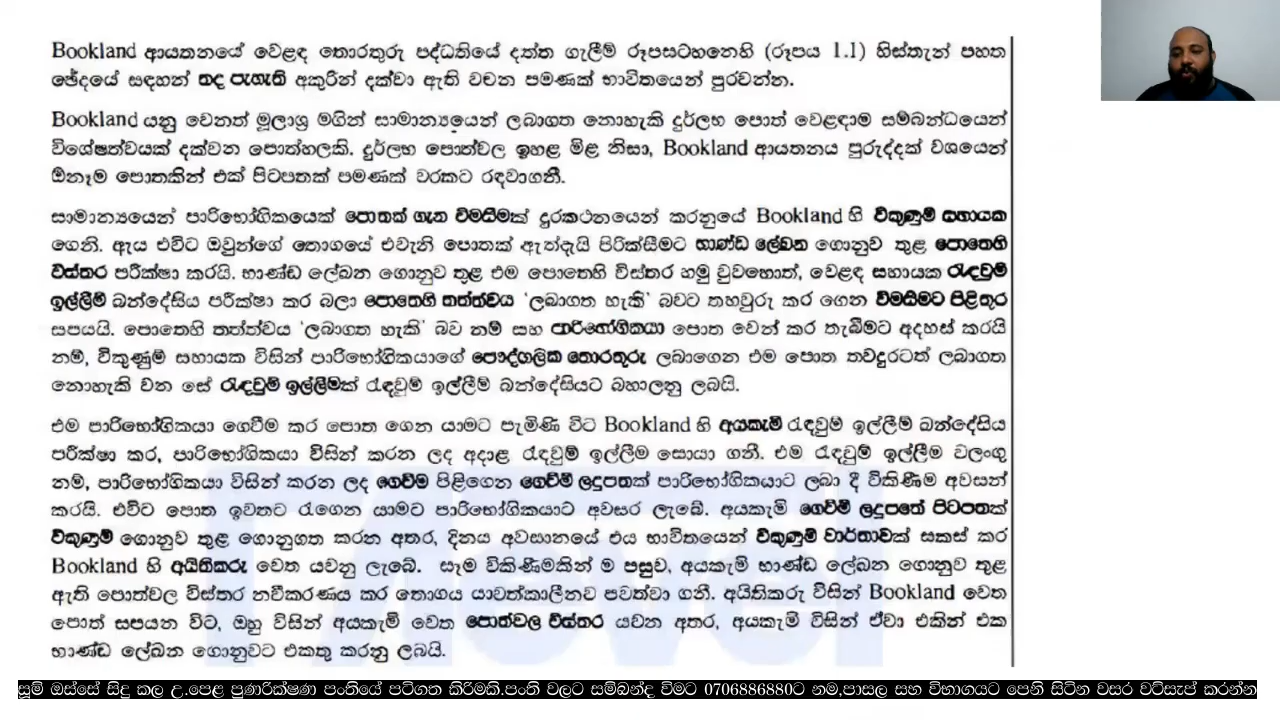 Bookland ආයතනයේ වෙළඳ තොරතුරු පද්ධතියේ දත්ත ගැලීම් රූපසටහනෙහි (රූපය 1.1) හිස්තැන් පහත
ඡේදයේ සඳහන් තද පැහැති අකුරින් දක්වා ඇති වචන පමණක් භාවිතයෙන් පුරවන්න.
Bookland යනු වෙනත් මූලාශ්‍ර මගින් සාමාන්‍යයෙන් ලබාගත නොහැකි දුර්ලභ පොත් වෙළඳාම සම්බන්ධයෙන්
විශේෂත්වයක් දක්වන පොත්හලකි. දුර්ලභ පොත්වල ඉහළ මිළ නිසා, Bookland ආයතනය පුරුද්දක් වශයෙන්
ඕනෑම පොතකින් එක් පිටපතක් පමණක් වරකට රඳවාගනී.
සාමාන්‍යයෙන් පාරිභෝගිකයෙක් පොතක් ගැන විමසීමක් දුරකථනයෙන් කරනුයේ Bookland හි විකුණුම් සහායක
ගෙනි. ඇය එවිට ඔවුන්ගේ තොගයේ එවැනි පොතක් ඇත්දැයි පිරික්සීමට භාණ්ඩ ලේඛන ගොනුව තුළ පොතෙහි
විස්තර පරීක්ෂා කරයි. භාණ්ඩ ලේඛන ගොනුව තුළ එම පොතෙහි විස්තර හමු වුවහොත්, වෙළඳ සහායක රැඳවුම්
ඉල්ලීම් බන්දේසිය පරීක්ෂා කර බලා පොතෙහි තත්ත්වය 'ලබාගත හැකි' බවට තහවුරු කර ගෙන විමසීමට පිළිතුර
සපයයි. පොතෙහි තත්ත්වය 'ලබාගත හැකි' බව නම් සහ පාරිභෝගිකයා පොත වෙන් කර තැබීමට අදහස් කරයි
නම්, විකුණුම් සහායක විසින් පාරිභෝගිකයාගේ පෞද්ගලික තොරතුරු ලබාගෙන එම පොත තවදුරටත් ලබාගත
නොහැකි වන සේ රැඳවුම් ඉල්ලීමක් රැඳවුම් ඉල්ලීම් බන්දේසියට බහාලනු ලබයි.
එම පාරිභෝගිකයා ගෙවීම කර පොත ගෙන යාමට පැමිණි විට Bookland හි අයකැමි රැඳවුම් ඉල්ලීම් බන්දේසිය
පරීක්ෂා කර, පාරිභෝගිකයා විසින් කරන ලද අදාළ රැඳවුම් ඉල්ලීම සොයා ගනී. එම රැඳවුම් ඉල්ලීම වලංගු
නම්, පාරිභෝගිකයා විසින් කරන ලද ගෙවීම පිළිගෙන ගෙවීම් ලදුපතක් පාරිභෝගිකයාට ලබා දී විකිණීම අවසන්
කරයි. එවිට පොත ඉවතට රැගෙන යාමට පාරිභෝගිකයාට අවසර ලැබේ. අයකැමි ගෙවීම් ලදුපතේ පිටපතක්
විකුණුම් ගොනුව තුළ ගොනුගත කරන අතර, දිනය අවසානයේ එය භාවිතයෙන් විකුණුම් වාර්තාවක් සකස් කර
Bookland හි අයිතිකරු වෙත යවනු ලැබේ. සෑම විකිණීමකින් ම පසුව, අයකැමි භාණ්ඩ ලේඛන ගොනුව තුළ
ඇති පොත්වල විස්තර නවීකරණය කර තොගය යාවත්කාලීනව පවත්වා ගනී. අයිතිකරු විසින් Bookland වෙත
පොත් සපයන විට, ඔහු විසින් අයකැමි වෙත පොත්වල විස්තර යවන අතර, අයකැමි විසින් ඒවා එකින් එක
භාණ්ඩ ලේඛන ගොනුවට එකතු කරනු ලබයි.
සූම් ඔස්සේ සිදු කල උ.පෙළ පුණරීක්ෂණ පංතියේ පටිගත කිරීමකි.පංති වලට සම්බන්ද වීමට 0706886880ට නම,පාසල සහ විභාගයට පෙනී සිටින වසර වට්සැප් කරන්න